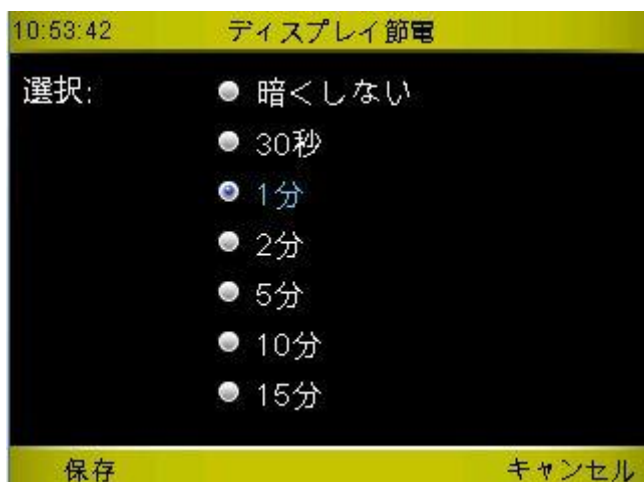 10:53:42 ディスプレイ節電
選択: 暗くしない
30秒
1分
2分
5分
10分
15分
保存 キャンセル